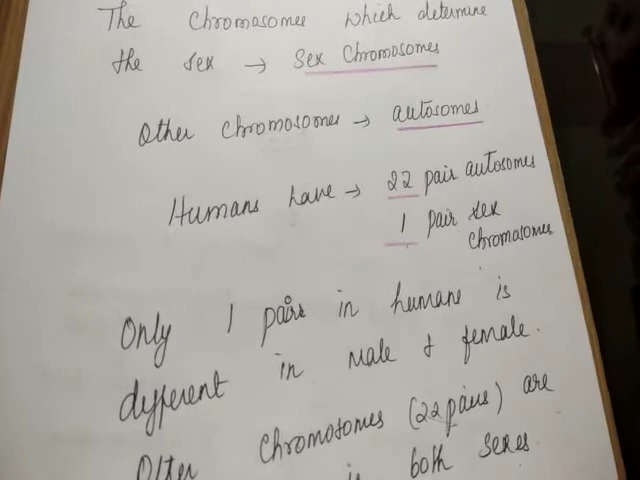 The Chromosomes which determine
the sex → Sex Chromosomes
Other chromosomes → autosomes
Humans have → 22 pair autosomes
1 pair sex
chromosomes
Only 1 pair in humans is
different in Male & female.
Other Chromosomes (22 pairs) are
in both sexes